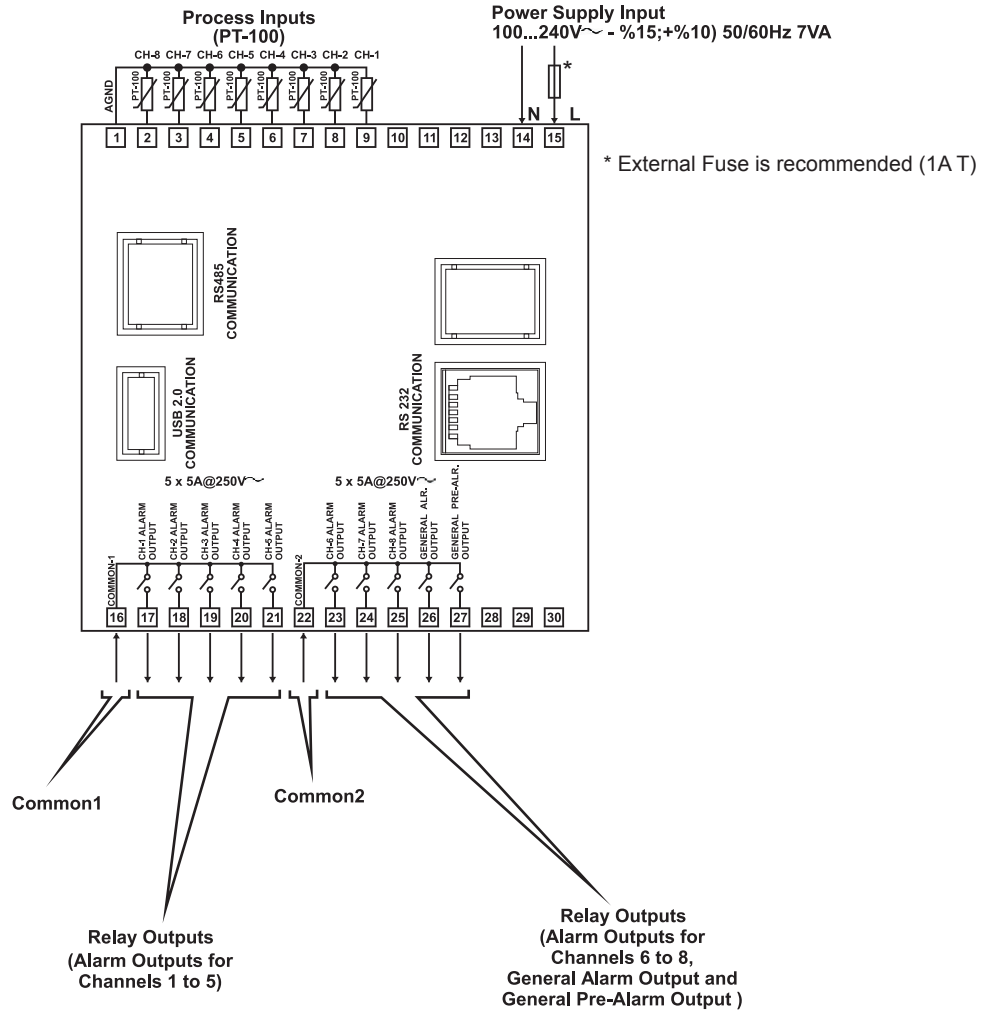 Process Inputs
(PT-100)
Power Supply Input
100...240V～ - %15;+%10) 50/60Hz 7VA
CH-8 CH-7 CH-6 CH-5 CH-4 CH-3 CH-2 CH-1
AGND
PT-100 PT-100 PT-100 PT-100 PT-100 PT-100 PT-100 PT-100
*
N L
1 2 3 4 5 6 7 8 9 10 11 12 13 14 15
* External Fuse is recommended (1A T)
RS485
COMMUNICATION
USB 2.0
COMMUNICATION
RS 232
COMMUNICATION
5 x 5A@250V～
5 x 5A@250V～
COMMON-1
CH-1 ALARM
OUTPUT
CH-2 ALARM
OUTPUT
CH-3 ALARM
OUTPUT
CH-4 ALARM
OUTPUT
CH-5 ALARM
OUTPUT
COMMON-2
CH-6 ALARM
OUTPUT
CH-7 ALARM
OUTPUT
CH-8 ALARM
OUTPUT
GENERAL ALR.
OUTPUT
GENERAL PRE-ALR.
OUTPUT
16 17 18 19 20 21 22 23 24 25 26 27 28 29 30
Common1
Common2
Relay Outputs
(Alarm Outputs for
Channels 1 to 5)
Relay Outputs
(Alarm Outputs for
Channels 6 to 8,
General Alarm Output and
General Pre-Alarm Output )